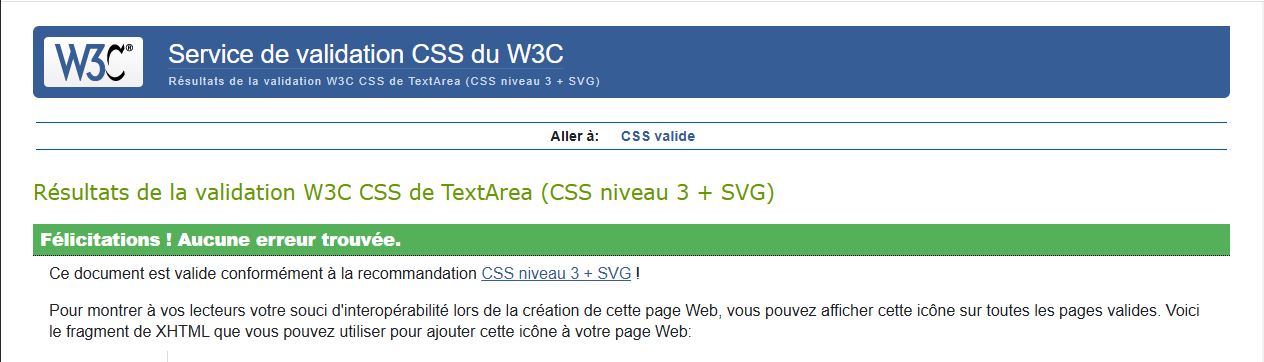 W3C®
Service de validation CSS du W3C
Résultats de la validation W3C CSS de TextArea (CSS niveau 3 + SVG)
Aller à: CSS valide
Résultats de la validation W3C CSS de TextArea (CSS niveau 3 + SVG)
Félicitations ! Aucune erreur trouvée.
Ce document est valide conformément à la recommandation CSS niveau 3 + SVG !
Pour montrer à vos lecteurs votre souci d'interopérabilité lors de la création de cette page Web, vous pouvez afficher cette icône sur toutes les pages valides. Voici
le fragment de XHTML que vous pouvez utiliser pour ajouter cette icône à votre page Web: